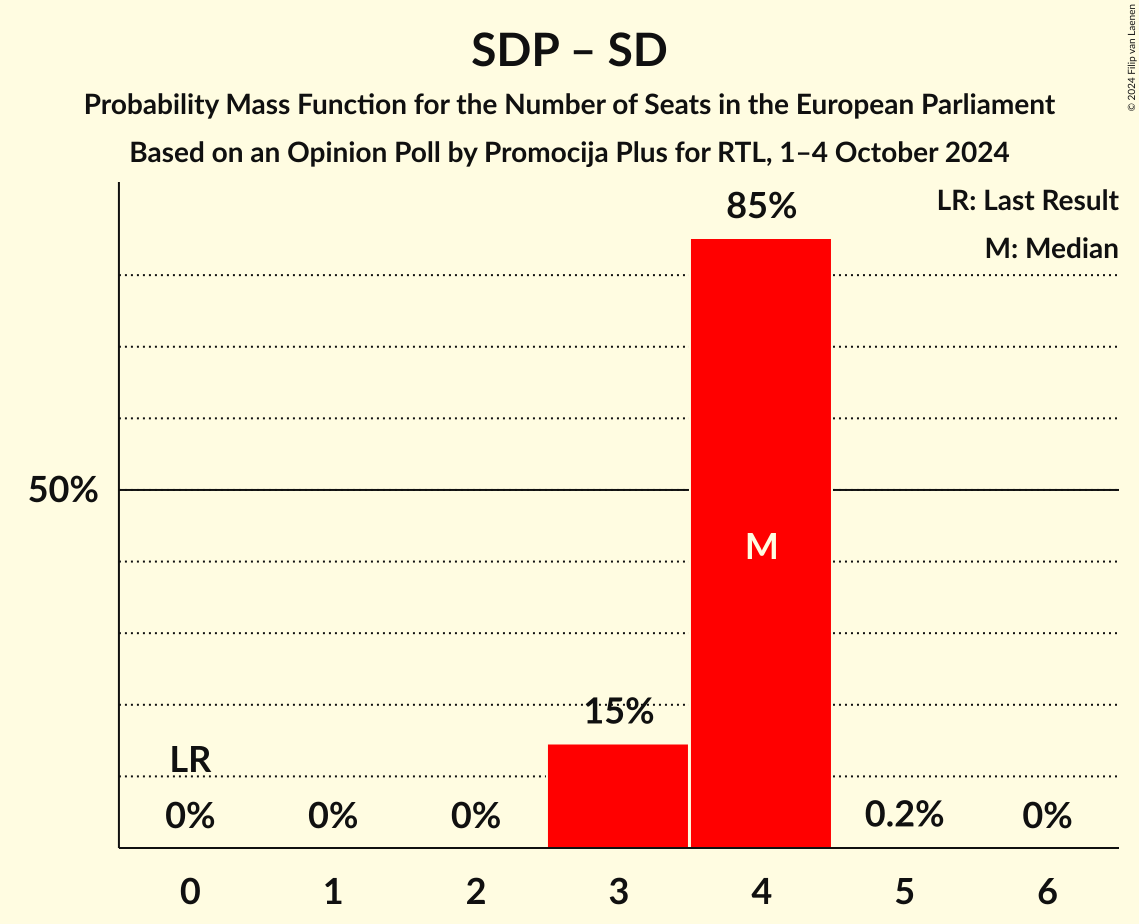 SDP – SD
Probability Mass Function for the Number of Seats in the European Parliament
Based on an Opinion Poll by Promocija Plus for RTL, 1–4 October 2024
© 2024 Filip van Laenen
LR: Last Result
M: Median
85%
50%
M
15%
LR
0% 0% 0% 0.2% 0%
0 1 2 3 4 5 6